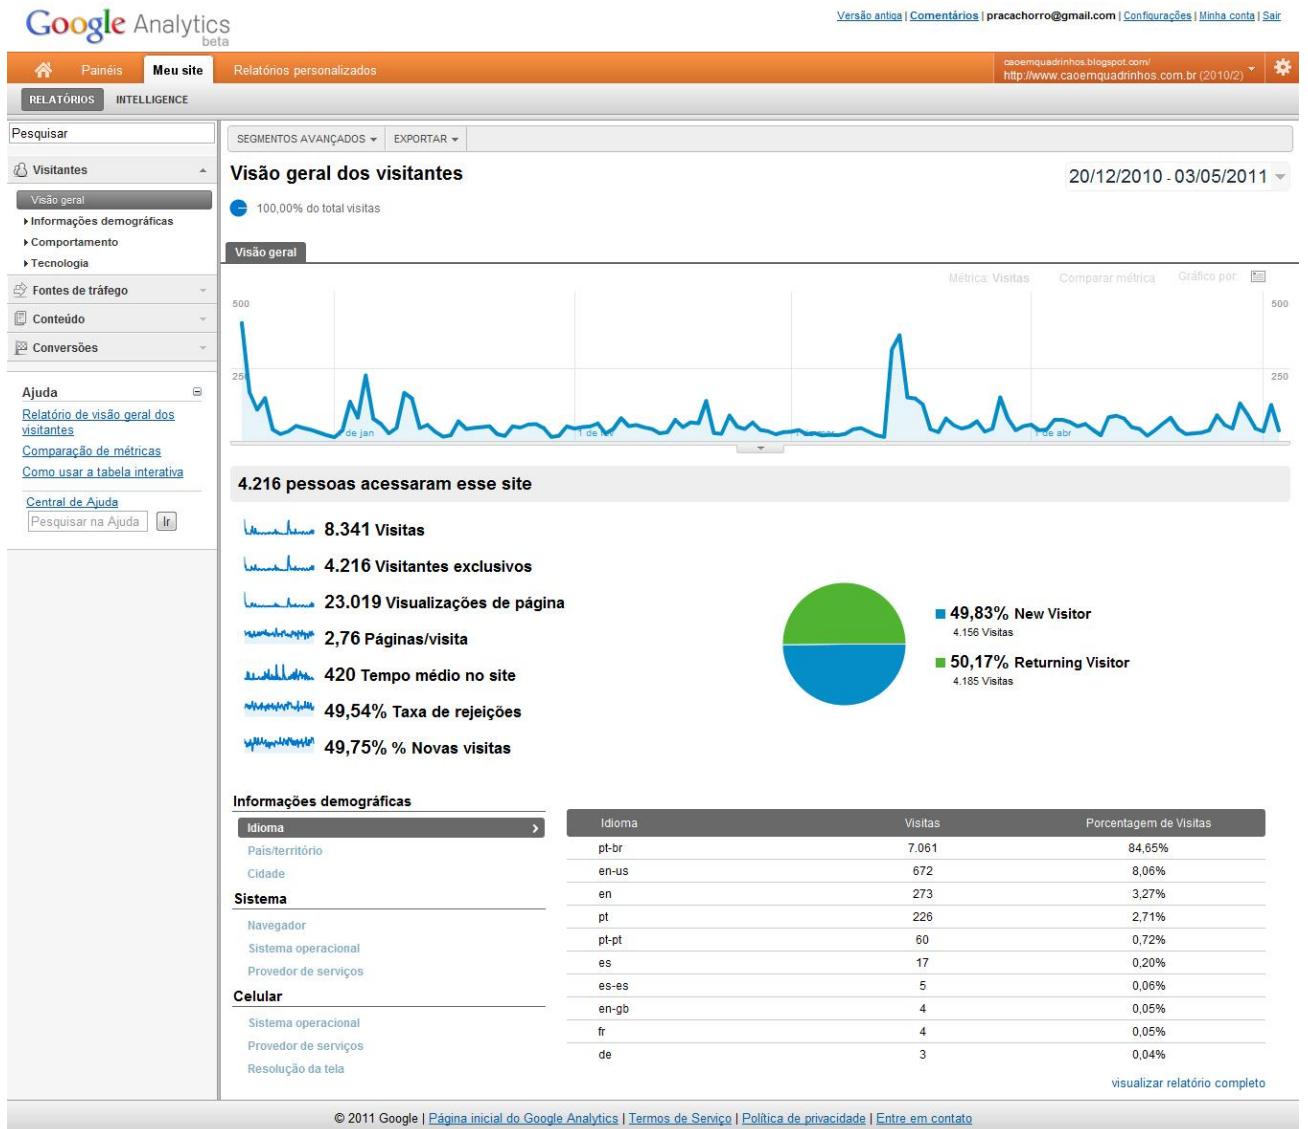 Google Analytics
beta
Versão antiga | Comentários | pracachorro@gmail.com | Configurações | Minha conta | Sair
Painéis
Meu site
Relatórios personalizados
caoemquadrinhos.blogspot.com/
http://www.caoemquadrinhos.com.br (2010/2)
RELATÓRIOS
INTELLIGENCE
Pesquisar
Visitantes
Visão geral
Informações demográficas
Comportamento
Tecnologia
Fontes de tráfego
Conteúdo
Conversões
Ajuda
Relatório de visão geral dos
visitantes
Comparação de métricas
Como usar a tabela interativa
Central de Ajuda
Pesquisar na Ajuda
Ir
SEGMENTOS AVANÇADOS
EXPORTAR
Visão geral dos visitantes
20/12/2010 - 03/05/2011
100,00% do total visitas
Visão geral
Métrica: Visitas
Comparar métrica
Gráfico por:
500
500
250
250
de jan
1 de
1 de abr
4.216 pessoas acessaram esse site
8.341 Visitas
4.216 Visitantes exclusivos
23.019 Visualizações de página
2,76 Páginas/visita
420 Tempo médio no site
49,54% Taxa de rejeições
49,75% % Novas visitas
49,83% New Visitor
4.156 Visitas
50,17% Returning Visitor
4.185 Visitas
Informações demográficas
Idioma
País/território
Cidade
Sistema
Navegador
Sistema operacional
Provedor de serviços
Celular
Sistema operacional
Provedor de serviços
Resolução da tela
Idioma Visitas Porcentagem de Visitas
pt-br 7.061 84,65%
en-us 672 8,06%
en 273 3,27%
pt 226 2,71%
pt-pt 60 0,72%
es 17 0,20%
es-es 5 0,06%
en-gb 4 0,05%
fr 4 0,05%
de 3 0,04%
visualizar relatório completo
© 2011 Google | Página inicial do Google Analytics | Termos de Serviço | Política de privacidade | Entre em contato